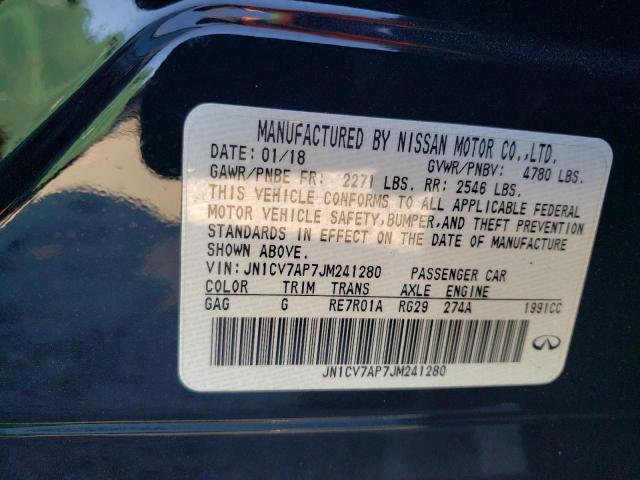 MANUFACTURED BY NISSAN MOTOR CO.,LTD.
DATE: 01/18 GVWR/PNBV: 4780 LBS.
GAWR/PNBE FR: 2271 LBS. RR: 2546 LBS.
THIS VEHICLE CONFORMS TO ALL APPLICABLE FEDERAL
MOTOR VEHICLE SAFETY,BUMPER,AND THEFT PREVENTION
STANDARDS IN EFFECT ON THE DATE OF MANUFACTURE
SHOWN ABOVE.
VIN:JN1CV7AP7JM241280 PASSENGER CAR
COLOR TRIM TRANS AXLE ENGINE
GAG G RE7R01A RG29 274A 1991CC
JN1CV7AP7JM241280